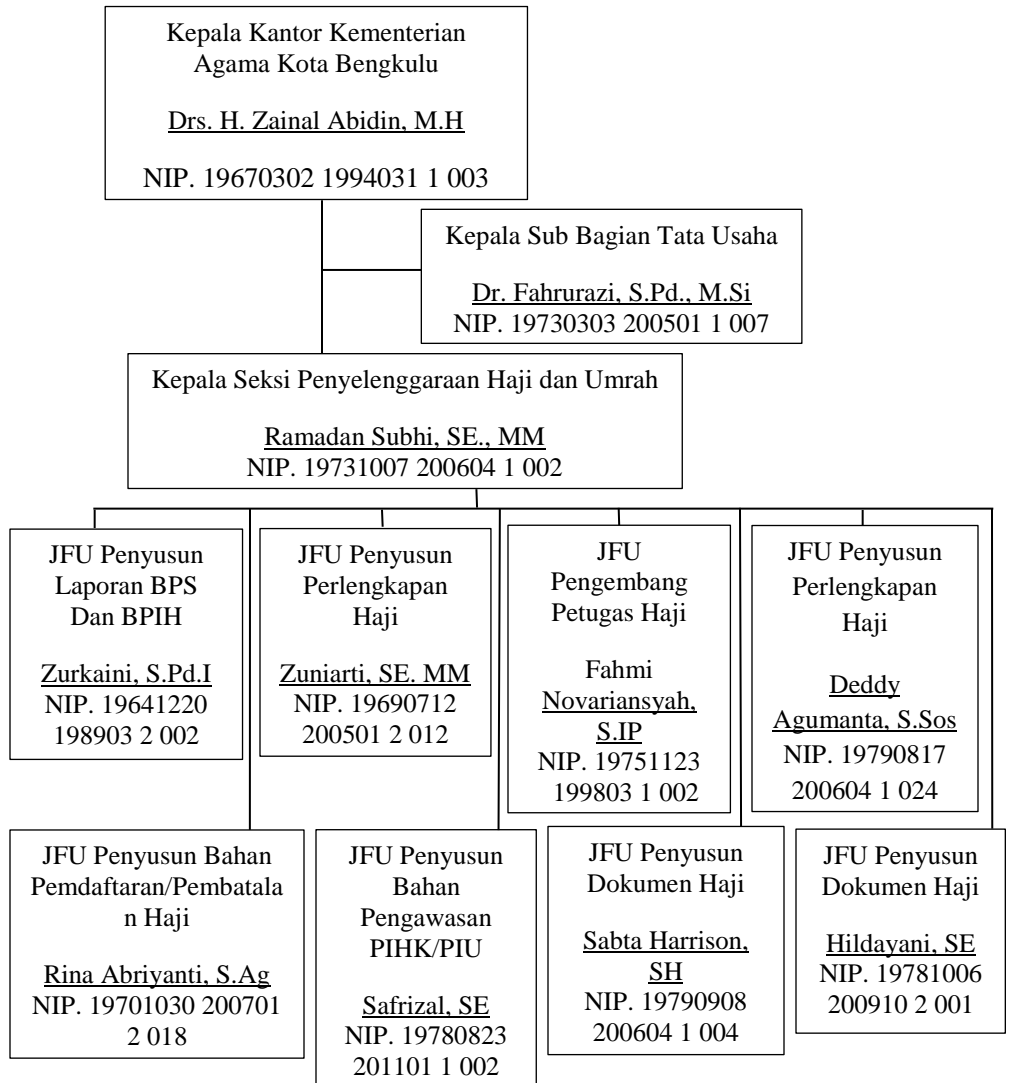 Kepala Kantor Kementerian
Agama Kota Bengkulu
Drs. H. Zainal Abidin, M.H
NIP. 19670302 1994031 1 003
Kepala Sub Bagian Tata Usaha
Dr. Fahrurazi, S.Pd., M.Si
NIP. 19730303 200501 1 007
Kepala Seksi Penyelenggaraan Haji dan Umrah
Ramadan Subhi, SE., MM
NIP. 19731007 200604 1 002
JFU Penyusun
Laporan BPS
Dan BPIH
Zurkaini, S.Pd.I
NIP. 19641220
198903 2 002
JFU Penyusun
Perlengkapan
Haji
Zuniarti, SE. MM
NIP. 19690712
200501 2 012
JFU
Pengembang
Petugas Haji
Fahmi
Novariansyah,
S.IP
NIP. 19751123
199803 1 002
JFU Penyusun
Perlengkapan
Haji
Deddy
Agumanta, S.Sos
NIP. 19790817
200604 1 024
JFU Penyusun Bahan
Pemdaftaran/Pembatala
n Haji
Rina Abriyanti, S.Ag
NIP. 19701030 200701
2 018
JFU Penyusun
Bahan
Pengawasan
PIHK/PIU
Safrizal, SE
NIP. 19780823
201101 1 002
JFU Penyusun
Dokumen Haji
Sabta Harrison,
SH
NIP. 19790908
200604 1 004
JFU Penyusun
Dokumen Haji
Hildayani, SE
NIP. 19781006
200910 2 001